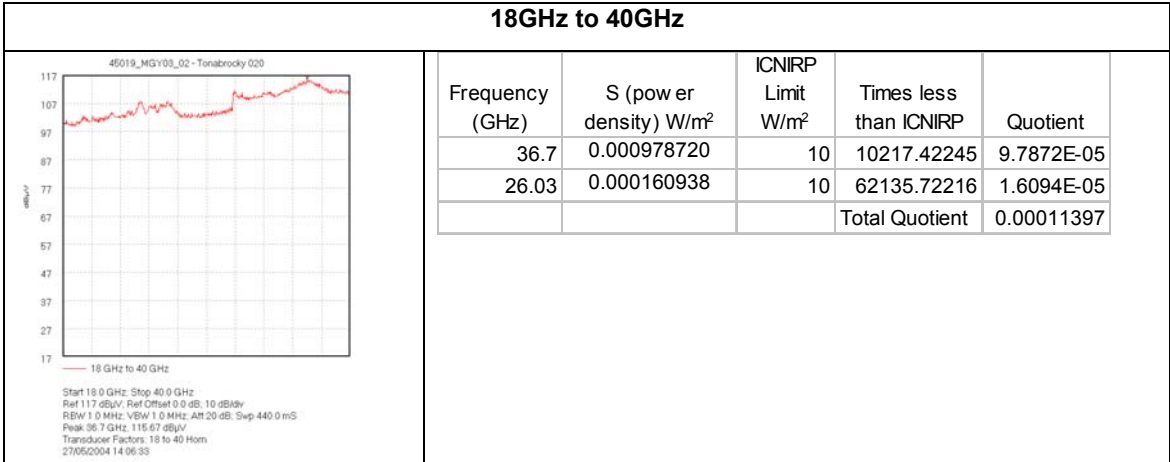 18GHz to 40GHz
45019_MGY03_02 - Tonabrocky 020
117
107
97
87
77
67
57
47
37
27
17
dBµV
18 GHz to 40 GHz
Start 18.0 GHz; Stop 40.0 GHz
Ref 117 dBµV; Ref Offset 0.0 dB; 10 dB/div
RBW 1.0 MHz; VBW 1.0 MHz; Att 20 dB; Swp 440.0 mS
Peak 36.7 GHz, 115.67 dBµV
Transducer Factors: 18 to 40 Horn
27/05/2004 14:06:33
Frequency (GHz) S (pow er density) W/m² ICNIRP Limit W/m² Times less than ICNIRP Quotient
36.7 0.000978720 10 10217.42245 9.7872E-05
26.03 0.000160938 10 62135.72216 1.6094E-05
Total Quotient 0.00011397